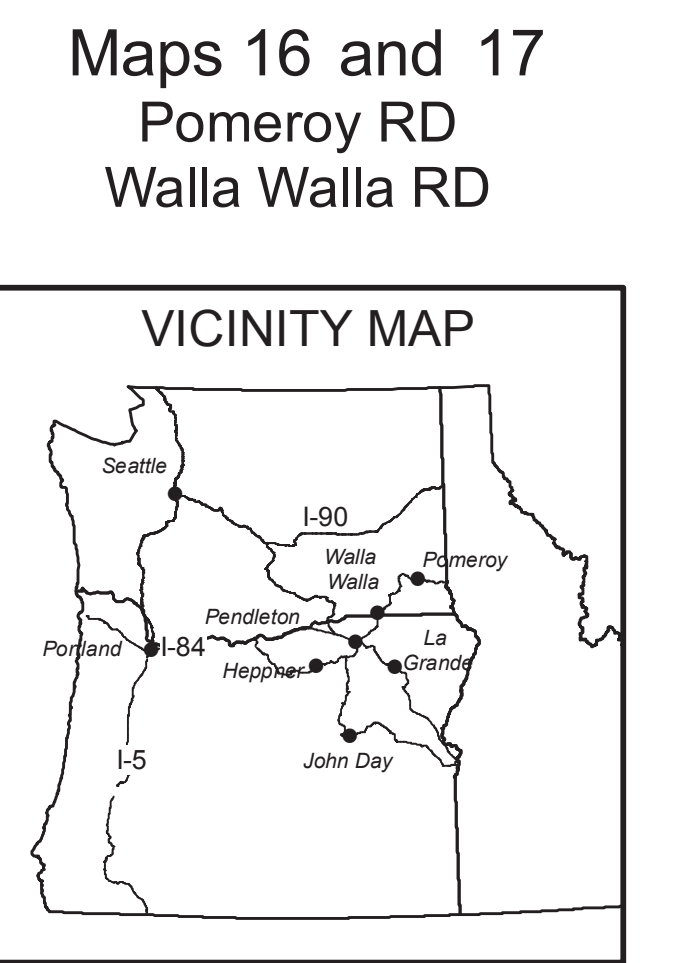 Maps 16 and 17
Pomeroy RD
Walla Walla RD
VICINITY MAP
Seattle
I-90
Walla
Walla
Pomeroy
Pendleton
Portland
I-84
La
Grande
Heppner
I-5
John Day